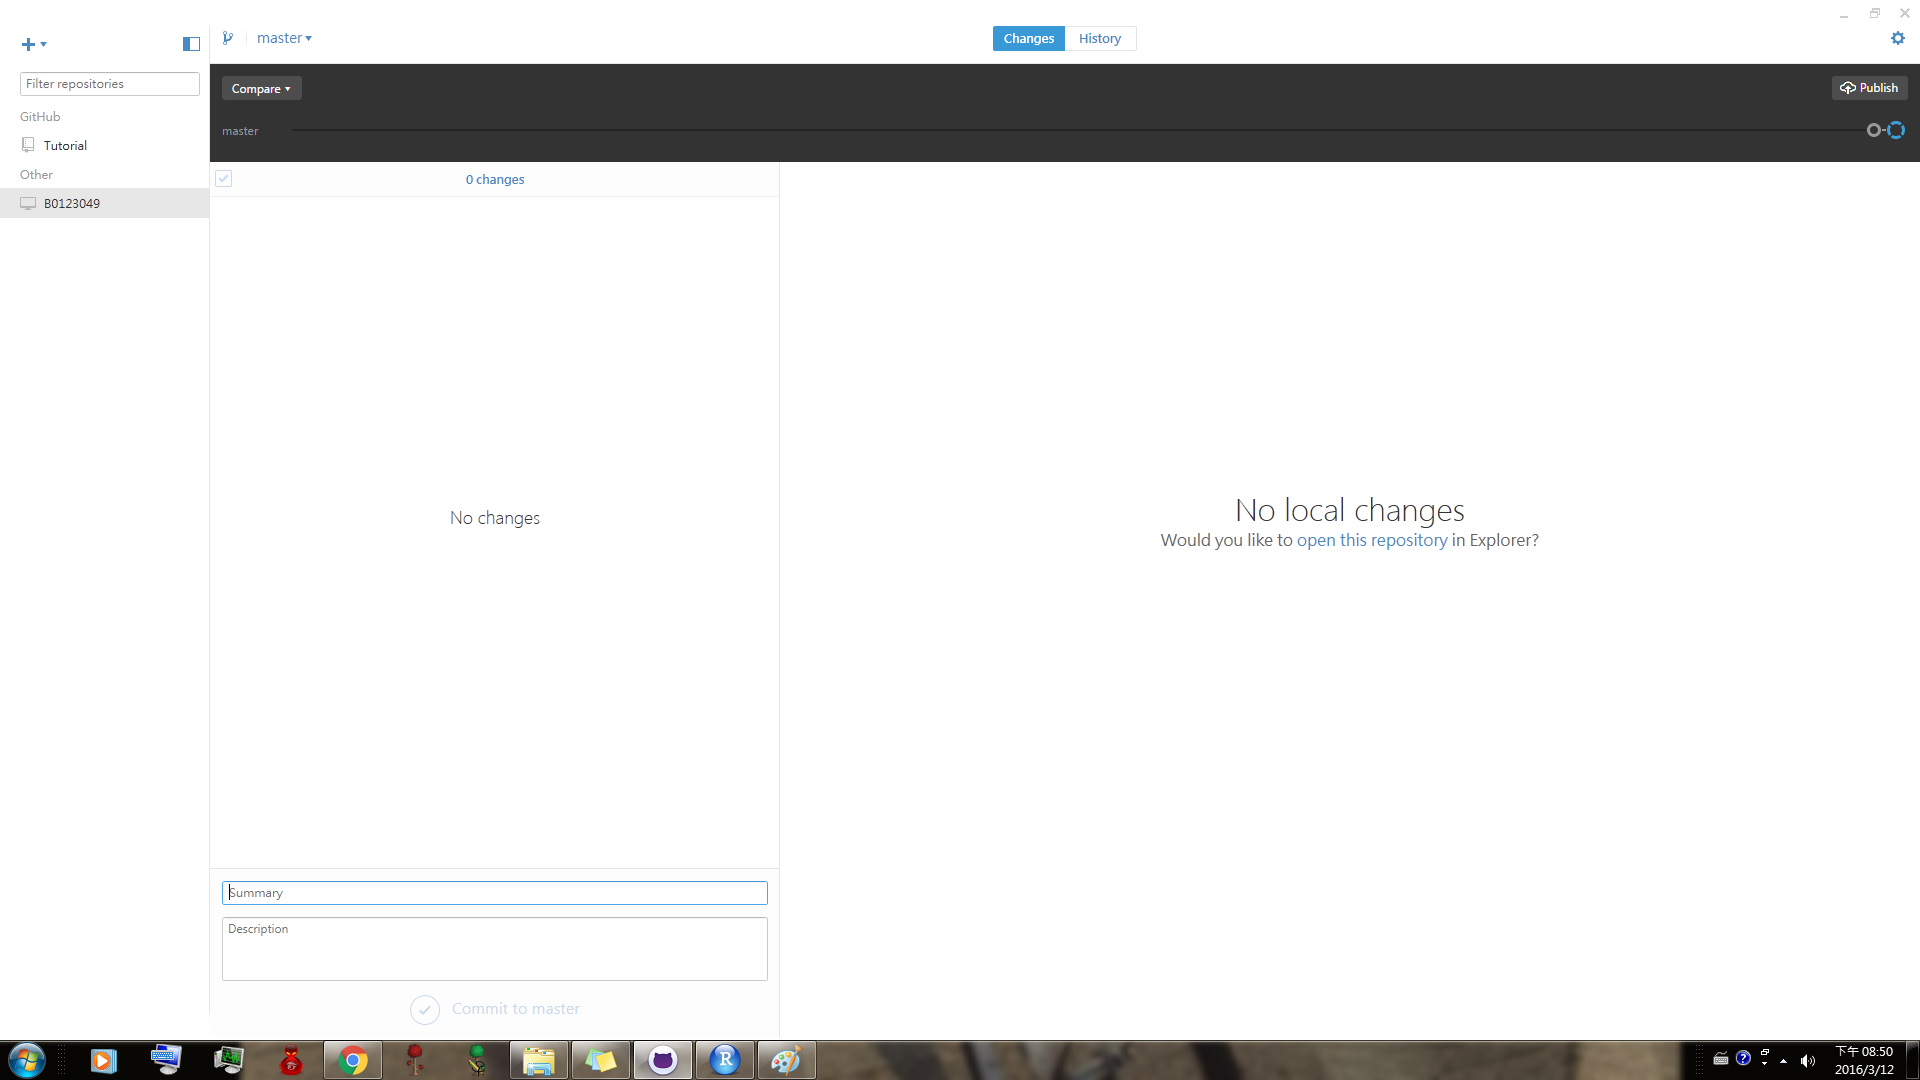 master
Changes
History
Filter repositories
GitHub
Tutorial
Other
B0123049
Compare
Publish
master
0 changes
No changes
No local changes
Would you like to open this repository in Explorer?
Summary
Description
Commit to master
R
?
下午 08:50
2016/3/12